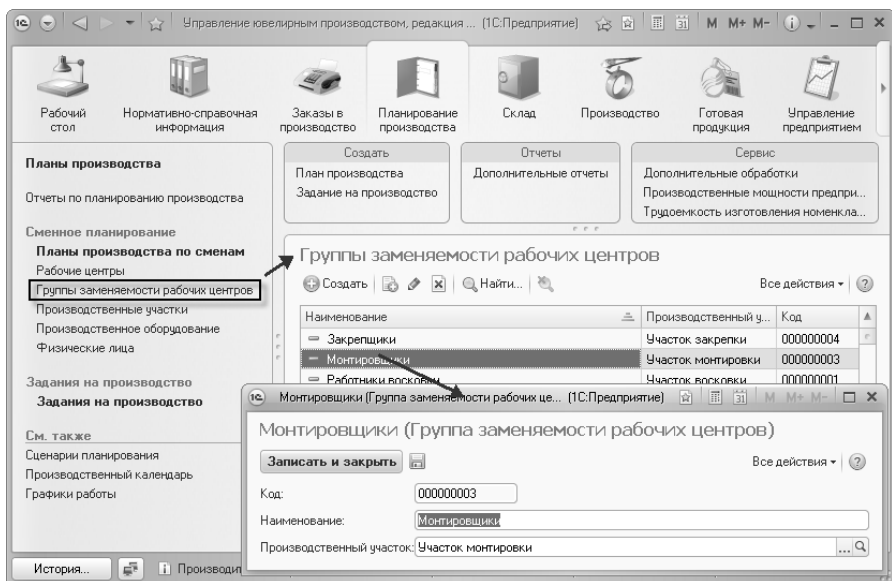 Управление ювелирным производством, редакция ... (1С:Предприятие)
M M+ M-
Рабочий стол
Нормативно-справочная информация
Заказы в производство
Планирование производства
Склад
Производство
Готовая продукция
Управление предприятием
Планы производства
Отчеты по планированию производства
Сменное планирование
Планы производства по сменам
Рабочие центры
Группы заменяемости рабочих центров
Производственные участки
Производственное оборудование
Физические лица
Задания на производство
Задания на производство
См. также
Сценарии планирования
Производственный календарь
Графики работы
Создать
План производства
Задание на производство
Отчеты
Дополнительные отчеты
Сервис
Дополнительные обработки
Производственные мощности предпри...
Трудоемкость изготовления номенкла...
Группы заменяемости рабочих центров
Создать Найти... Все действия
Наименование Производственный у... Код
Закрепщики Участок закрепки 000000004
Монтировщики Участок монтировки 000000003
Работники восковки Участок восковки 000000001
Монтировщики (Группа заменяемости рабочих це... (1С:Предприятие) M M+ M-
Монтировщики (Группа заменяемости рабочих центров)
Записать и закрыть Все действия
Код: 000000003
Наименование: Монтировщики
Производственный участок: Участок монтировки ...
История... Производит